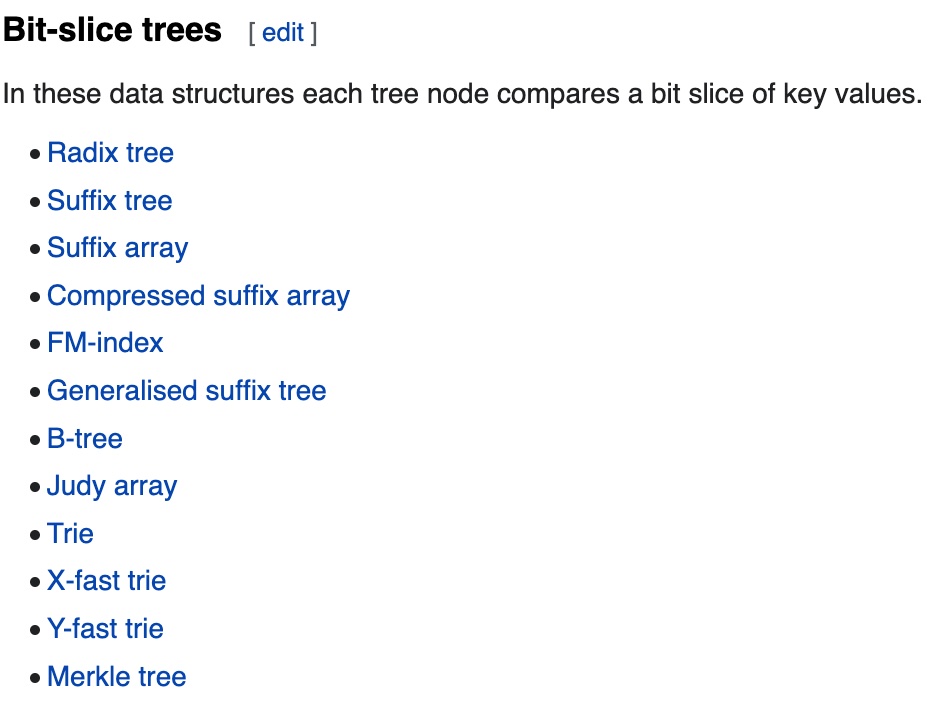 Bit-slice trees [ edit ]
In these data structures each tree node compares a bit slice of key values.
• Radix tree
• Suffix tree
• Suffix array
• Compressed suffix array
• FM-index
• Generalised suffix tree
• B-tree
• Judy array
• Trie
• X-fast trie
• Y-fast trie
• Merkle tree